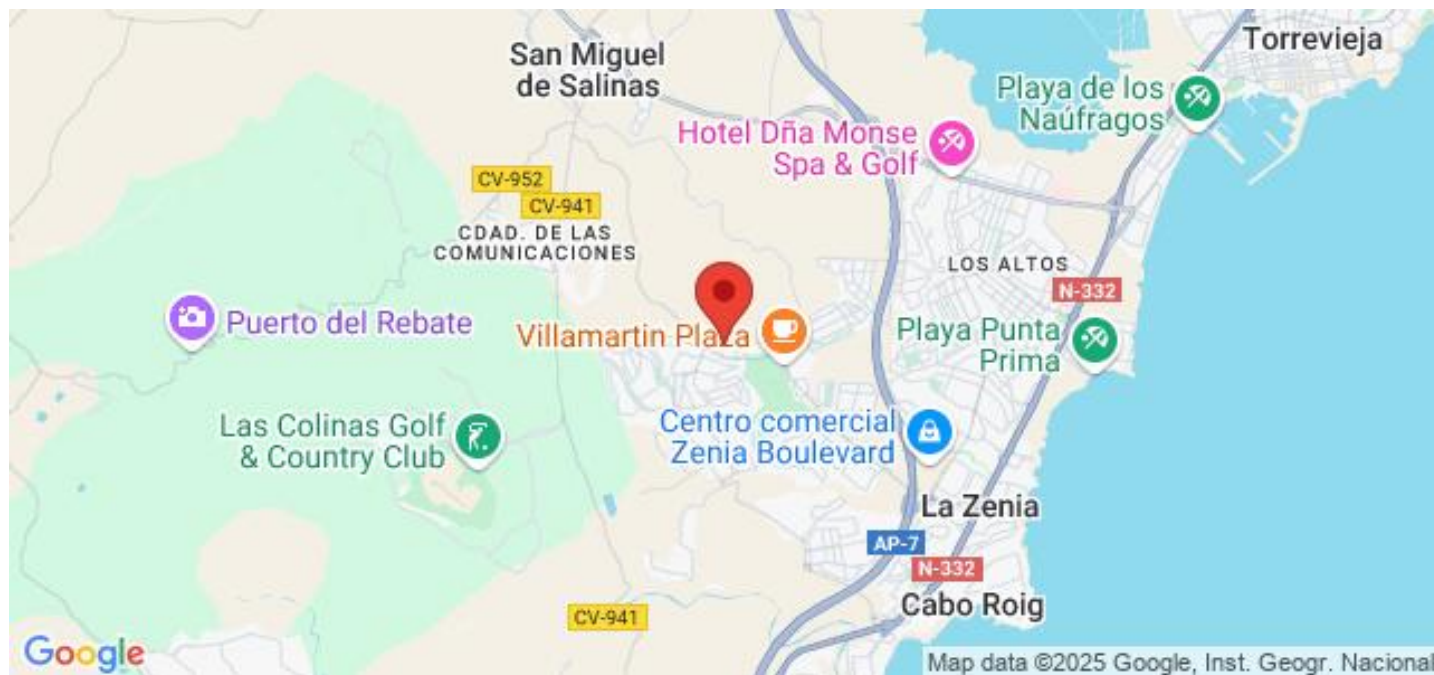 San Miguel
de Salinas
Torrevieja
Playa de los
Naúfragos
Hotel Dña Monse
Spa & Golf
CV-952
CV-941
CDAD. DE LAS
COMUNICACIONES
LOS ALTOS
N-332
Puerto del Rebate
Villamartin Plaza
Playa Punta
Prima
Las Colinas Golf
& Country Club
Centro comercial
Zenia Boulevard
La Zenia
AP-7
N-332
Cabo Roig
CV-941
Google
Map data ©2025 Google, Inst. Geogr. Nacional